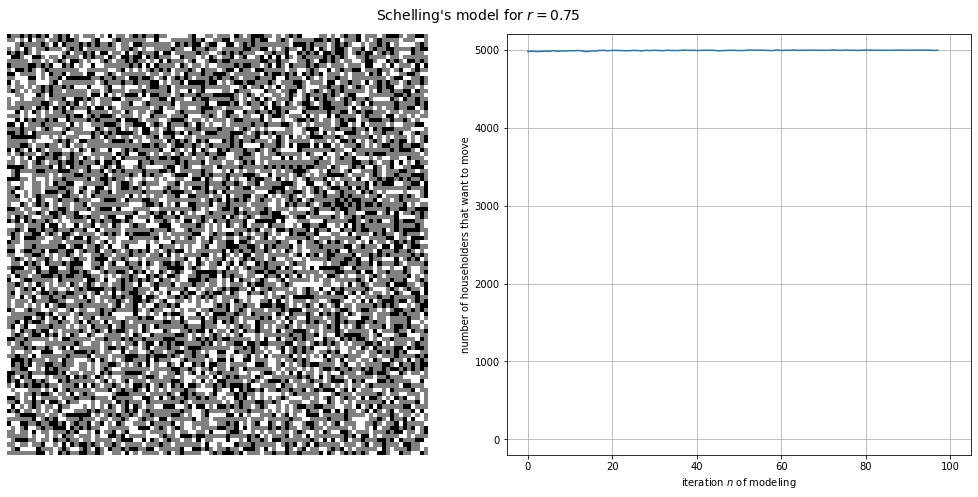 Schelling's model for r = 0.75
number of householders that want to move
5000
4000
3000
2000
1000
0
0 20 40 60 80 100
iteration n of modeling